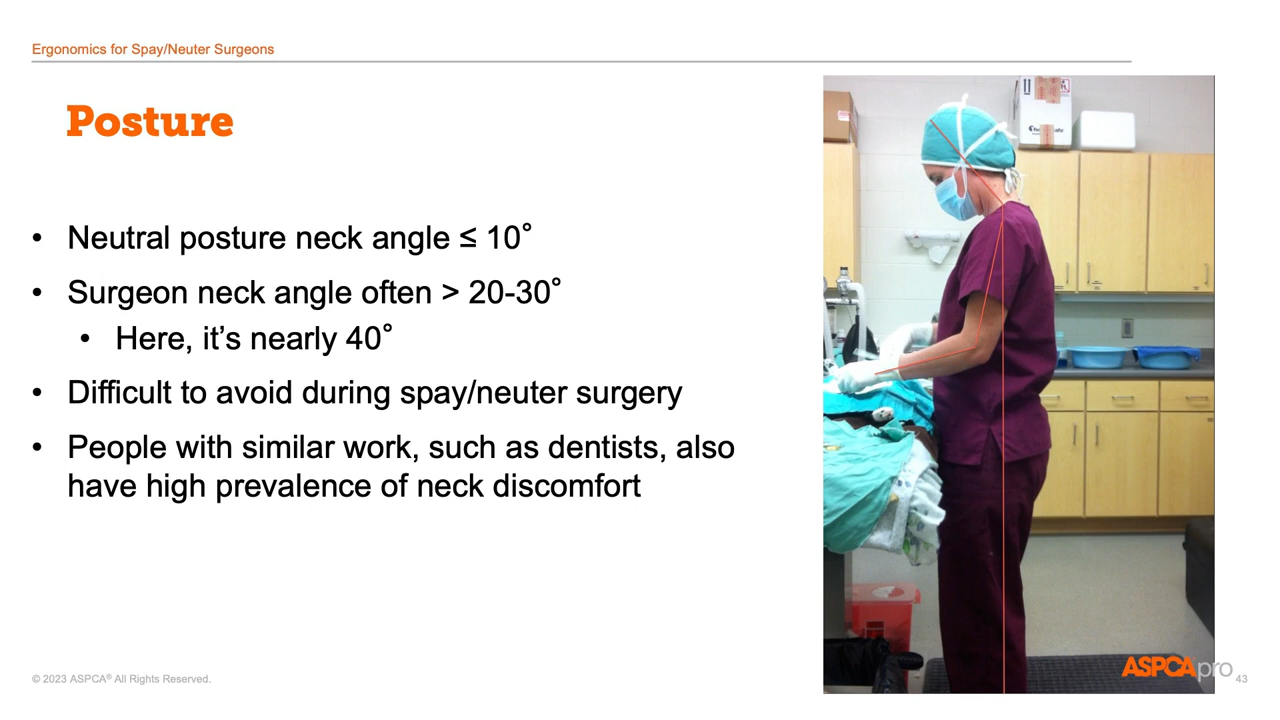 Ergonomics for Spay/Neuter Surgeons
Posture
• Neutral posture neck angle ≤ 10°
• Surgeon neck angle often > 20-30°
• Here, it’s nearly 40°
• Difficult to avoid during spay/neuter surgery
• People with similar work, such as dentists, also
have high prevalence of neck discomfort
© 2023 ASPCA® All Rights Reserved.
ASPCApro
43